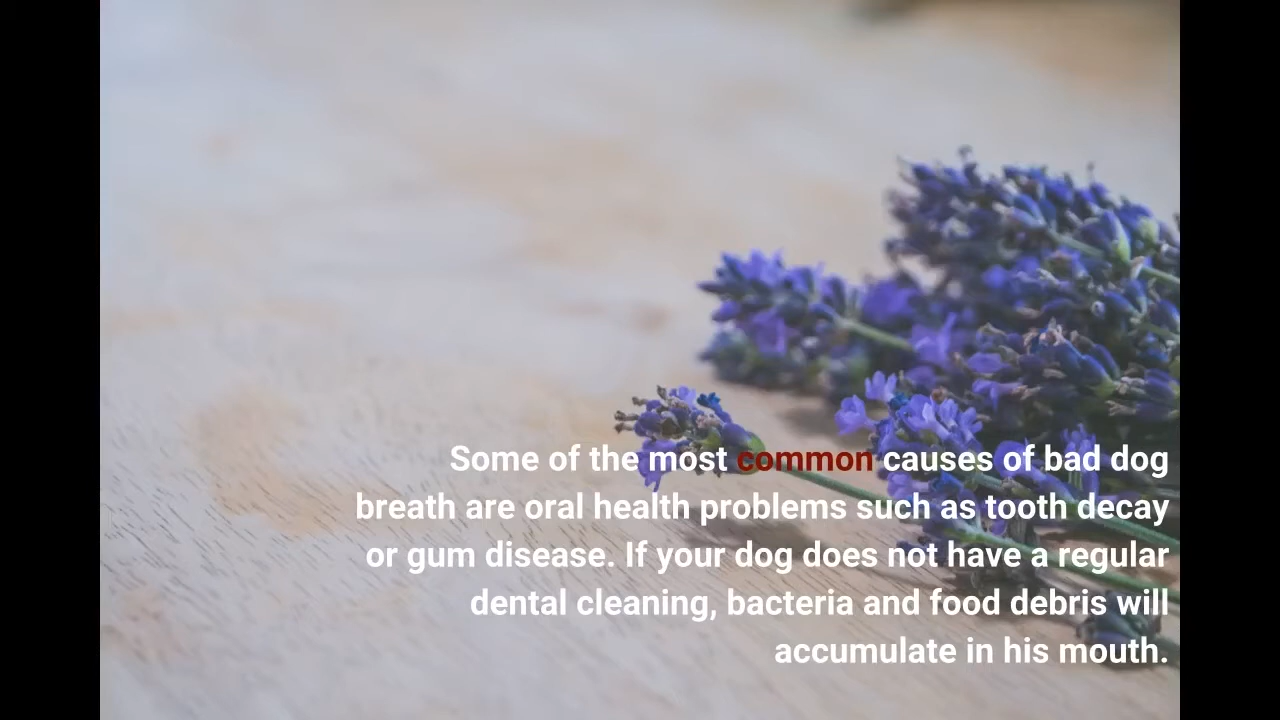 Some of the most common causes of bad dog
breath are oral health problems such as tooth decay
or gum disease. If your dog does not have a regular
dental cleaning, bacteria and food debris will
accumulate in his mouth.